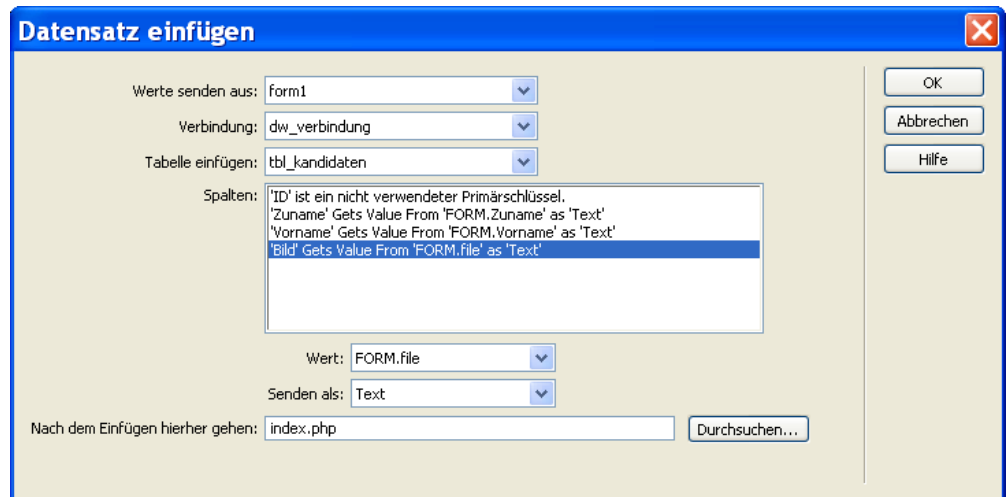 Datensatz einfügen
Werte senden aus: form1
OK
Verbindung: dw_verbindung
Abbrechen
Tabelle einfügen: tbl_kandidaten
Hilfe
Spalten: 'ID' ist ein nicht verwendeter Primärschlüssel.
'Zuname' Gets Value From 'FORM.Zuname' as 'Text'
'Vorname' Gets Value From 'FORM.Vorname' as 'Text'
'Bild' Gets Value From 'FORM.file' as 'Text'
Wert: FORM.file
Senden als: Text
Nach dem Einfügen hierher gehen: index.php Durchsuchen...